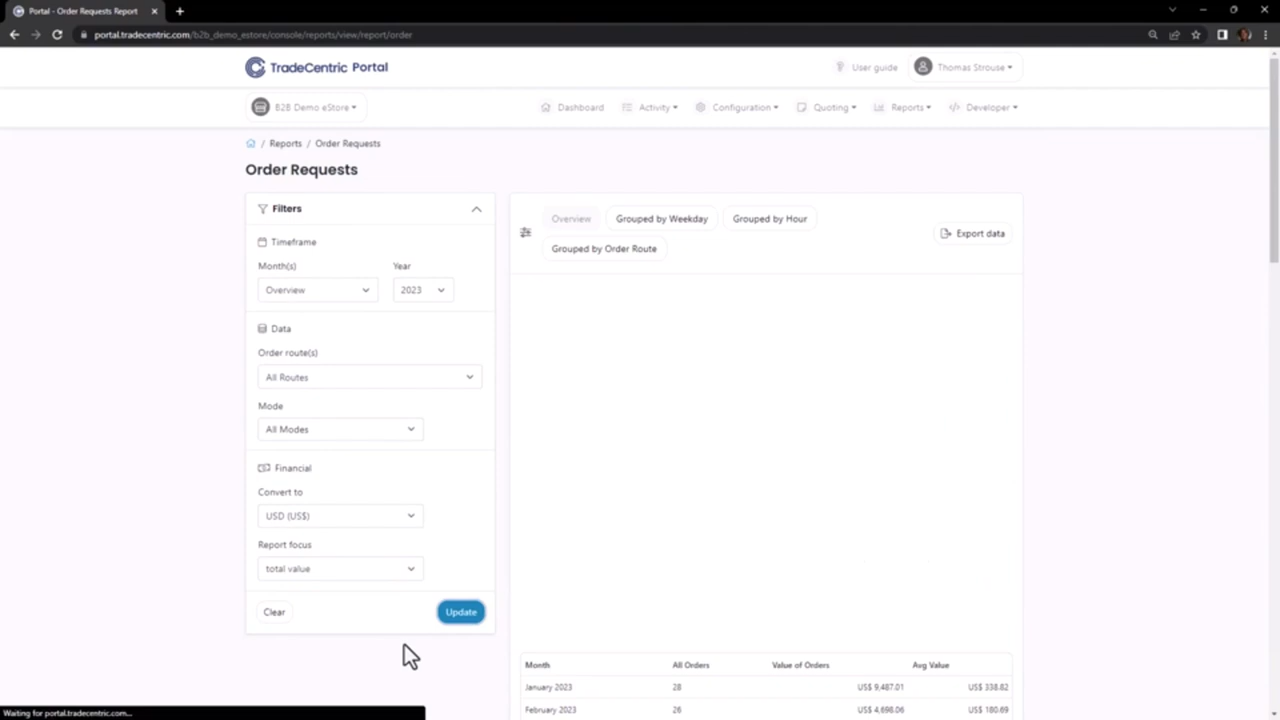 Portal - Order Requests Report
portal.tradecentric.com/b2b_demo_estore/console/reports/view/report/order
TradeCentric Portal
User guide
Thomas Strouse
B2B Demo eStore
Dashboard
Activity
Configuration
Quoting
Reports
Developer
/ Reports / Order Requests
Order Requests
Filters
Timeframe
Month(s) Year
Overview 2023
Data
Order route(s)
All Routes
Mode
All Modes
Financial
Convert to
USD (US$)
Report focus
total value
Clear Update
Overview Grouped by Weekday Grouped by Hour
Grouped by Order Route
Export data
Month All Orders Value of Orders Avg Value
January 2023 28 US$ 9,487.01 US$ 338.82
February 2023 26 US$ 4,698.06 US$ 180.69
Waiting for portal.tradecentric.com...